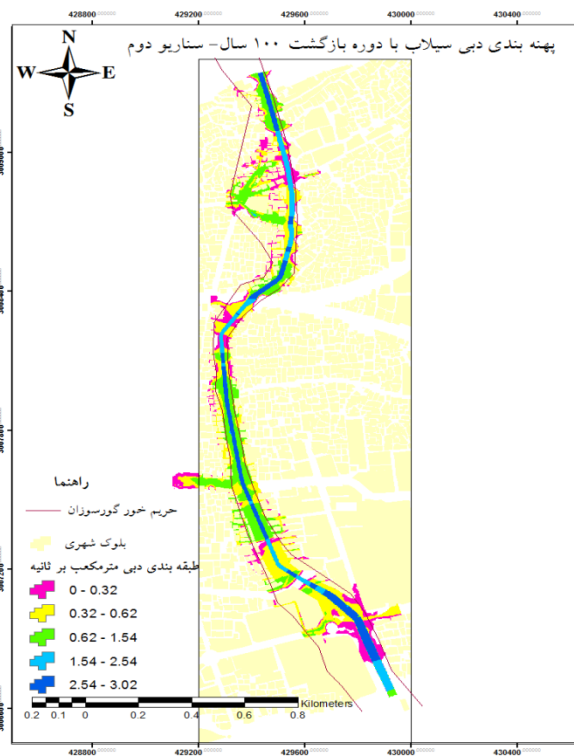 428800 429200 429600 430000 430400
پهنه بندی دبی سیلاب با دوره بازگشت ۱۰۰ سال- سناریو دوم
N
W E
S
راهنما
حریم خور گورسوزان
بلوک شهری
طبقه بندی دبی مترمکعب بر ثانیه
0 - 0.32
0.32 - 0.62
0.62 - 1.54
1.54 - 2.54
2.54 - 3.02
0.2 0.1 0 0.2 0.4 0.6 0.8
Kilometers
428800 429200 429600 430000 430400